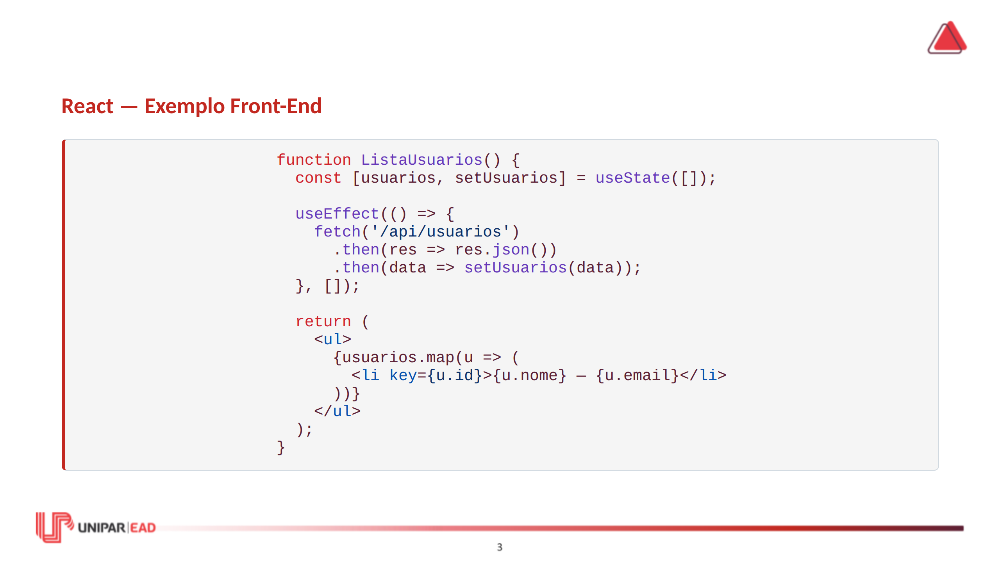 React — Exemplo Front-End
function ListaUsuarios() {
  const [usuarios, setUsuarios] = useState([]);

  useEffect(() => {
    fetch('/api/usuarios')
      .then(res => res.json())
      .then(data => setUsuarios(data));
  }, []);

  return (
    <ul>
      {usuarios.map(u => (
        <li key={u.id}>{u.nome} — {u.email}</li>
      ))}
    </ul>
  );
}
UNIPAR|EAD
3